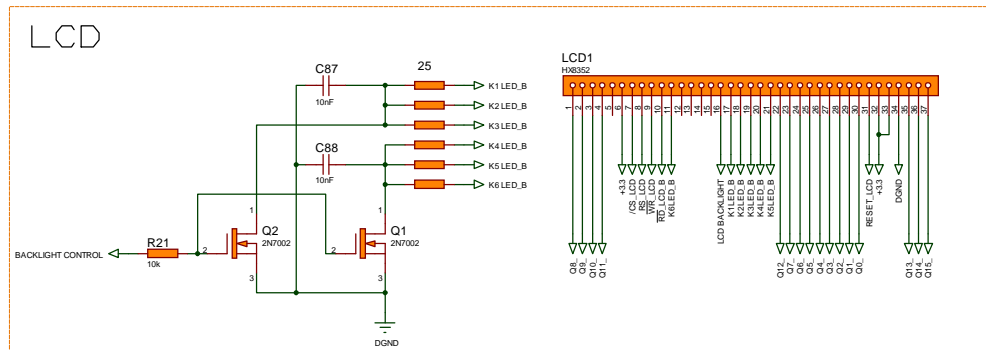 LCD
C87
10nF
25
K1 LED_B
K2 LED_B
K3 LED_B
K4 LED_B
K5 LED_B
K6 LED_B
C88
10nF
BACKLIGHT CONTROL
R21
10k
1
2
3
Q2
2N7002
1
2
3
Q1
2N7002
DGND
LCD1
HX8352
1 2 3 4 5 6 7 8 9 10 11 12 13 14 15 16 17 18 19 20 21 22 23 24 25 26 27 28 29 30 31 32 33 34 35 36 37
Q8_
Q9_
Q10_
Q11_
+3.3
/CS_LCD
RS_LCD
WR_LCD
RD_LCD_B
K6LED_B
LCD BACKLIGHT
K1LED_B
K2LED_B
K3LED_B
K4LED_B
K5LED_B
Q12_
Q7_
Q6_
Q5_
Q4_
Q3_
Q2_
Q1_
Q0_
RESET_LCD
+3.3
DGND
Q13_
Q14_
Q15_